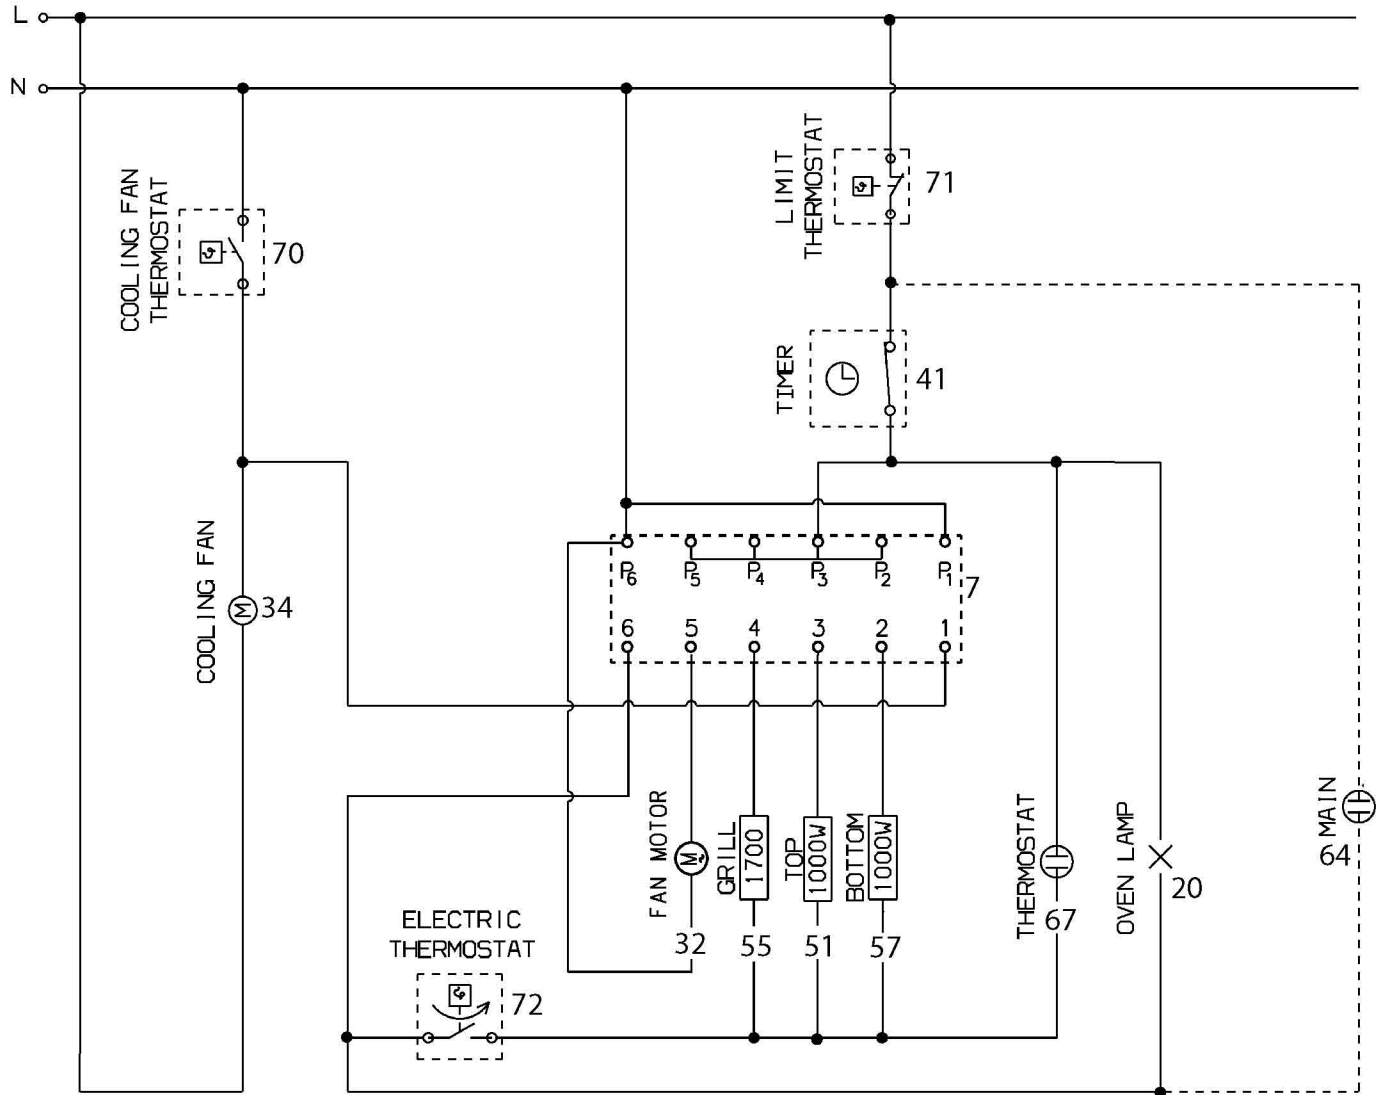 L
N
COOLING FAN
THERMOSTAT
70
LIMIT
THERMOSTAT
71
TIMER
41
COOLING FAN
M
34
P6 P5 P4 P3 P2 P1
7
6 5 4 3 2 1
FAN MOTOR
M
32
GRILL
1700
55
TOP
1000W
51
BOTTOM
1000W
57
THERMOSTAT
67
OVEN LAMP
20
MAIN
64
ELECTRIC
THERMOSTAT
72